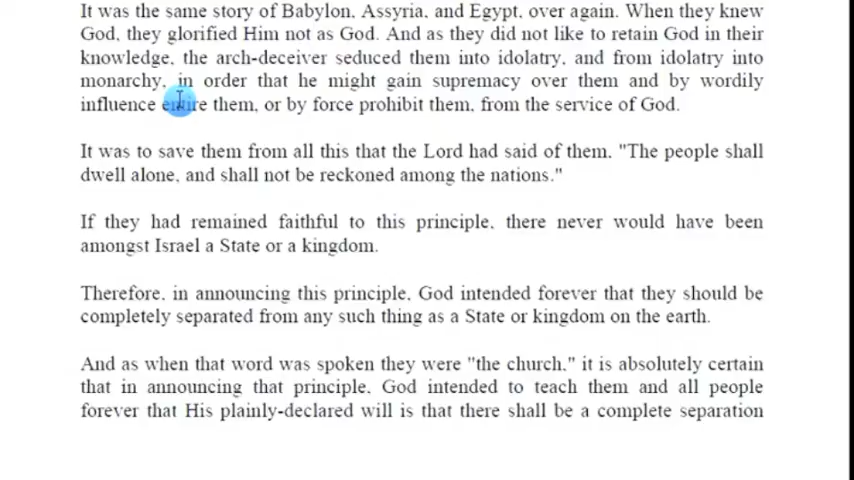 It was the same story of Babylon, Assyria, and Egypt, over again. When they knew
God, they glorified Him not as God. And as they did not like to retain God in their
knowledge, the arch-deceiver seduced them into idolatry, and from idolatry into
monarchy, in order that he might gain supremacy over them and by wordily
influence entire them, or by force prohibit them, from the service of God.
It was to save them from all this that the Lord had said of them, "The people shall
dwell alone, and shall not be reckoned among the nations."
If they had remained faithful to this principle, there never would have been
amongst Israel a State or a kingdom.
Therefore, in announcing this principle, God intended forever that they should be
completely separated from any such thing as a State or kingdom on the earth.
And as when that word was spoken they were "the church," it is absolutely certain
that in announcing that principle, God intended to teach them and all people
forever that His plainly-declared will is that there shall be a complete separation